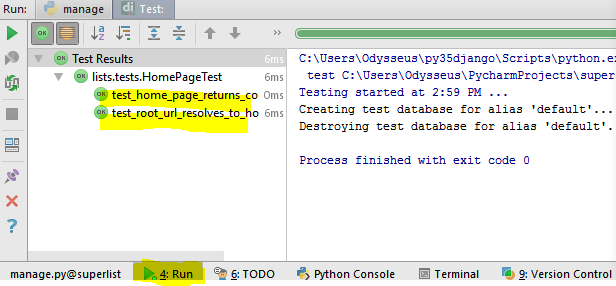 Run: manage Test:
Test Results 6ms
lists.tests.HomePageTest 6ms
test_home_page_returns_co 0ms
test_root_url_resolves_to_ho 6ms
C:\Users\Odysseus\py35django\Scripts\python.ex
test C:\Users\Odysseus\PycharmProjects\super
Testing started at 2:59 PM ...
Creating test database for alias 'default'...
Destroying test database for alias 'default'.
Process finished with exit code 0
manage.py@superlist 4: Run 6: TODO Python Console Terminal 9: Version Control